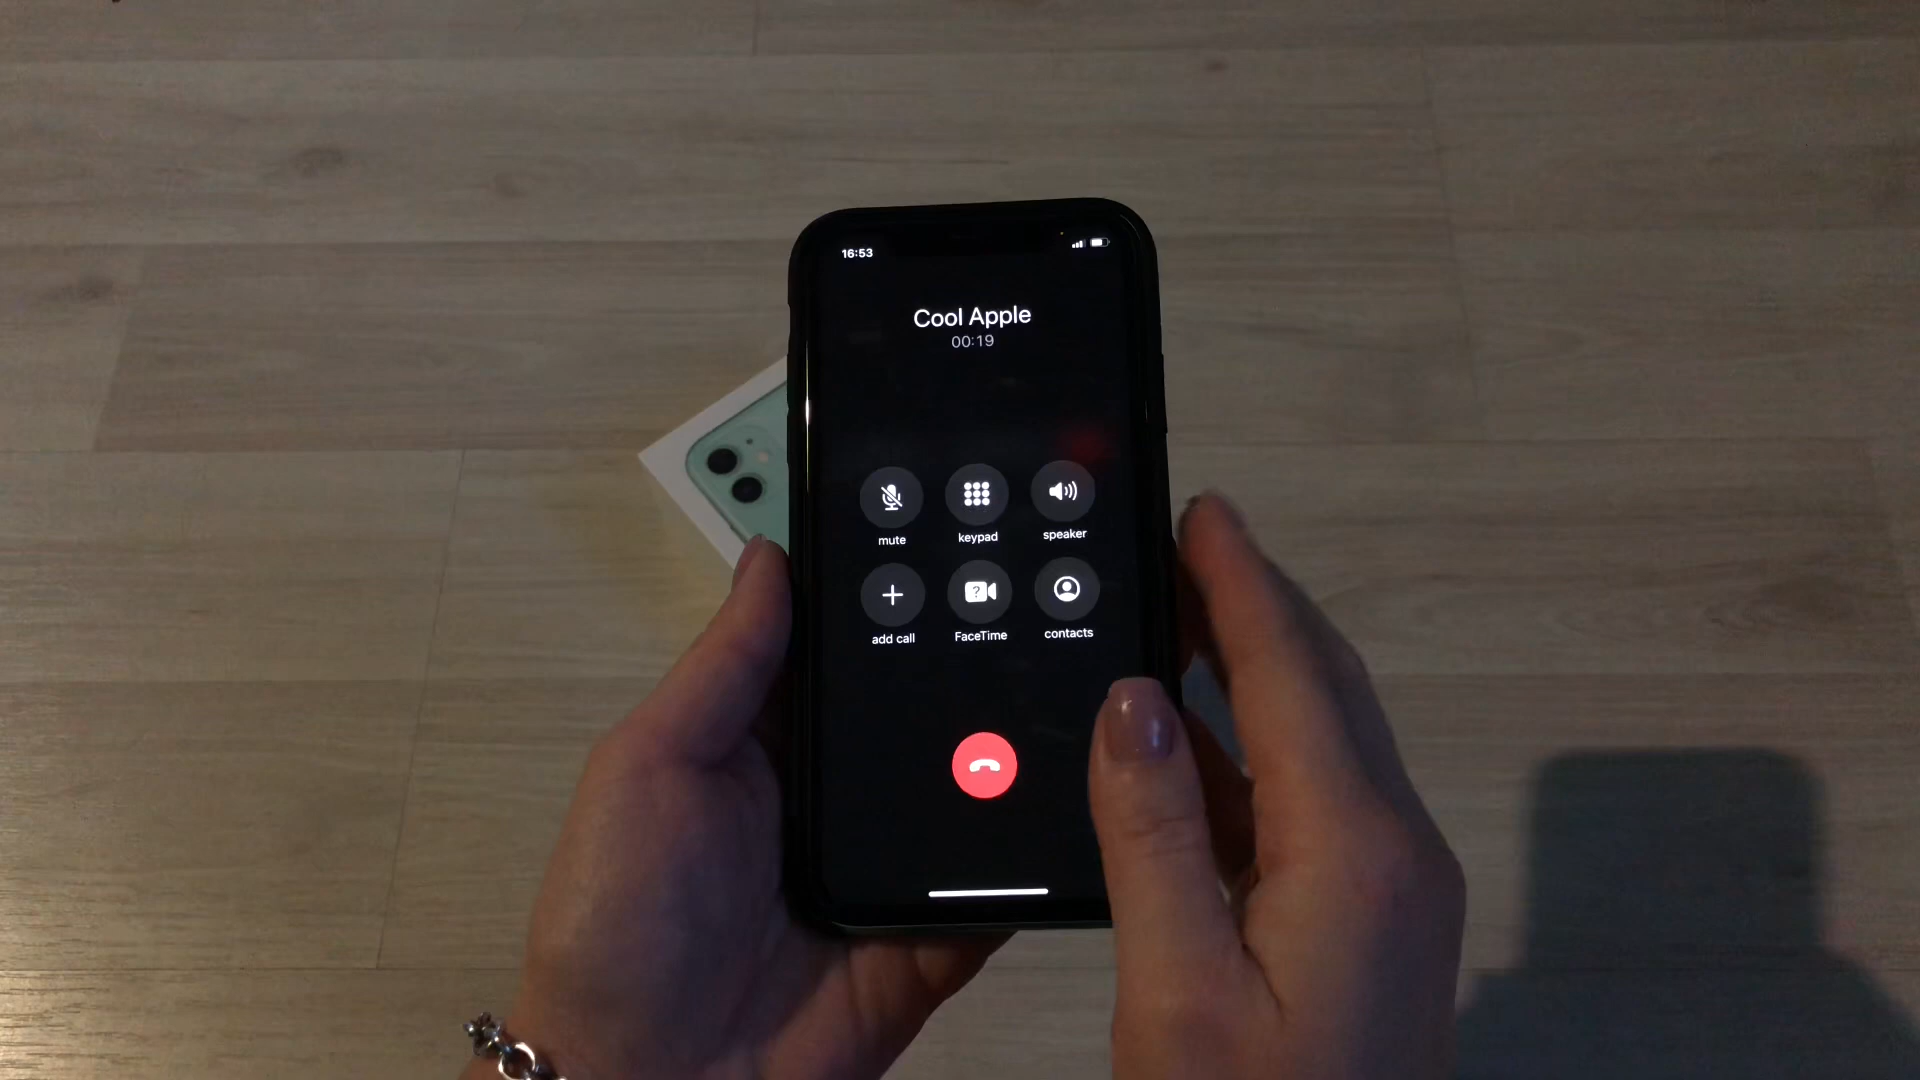 16:53
Cool Apple
00:19
mute keypad speaker
add call FaceTime contacts